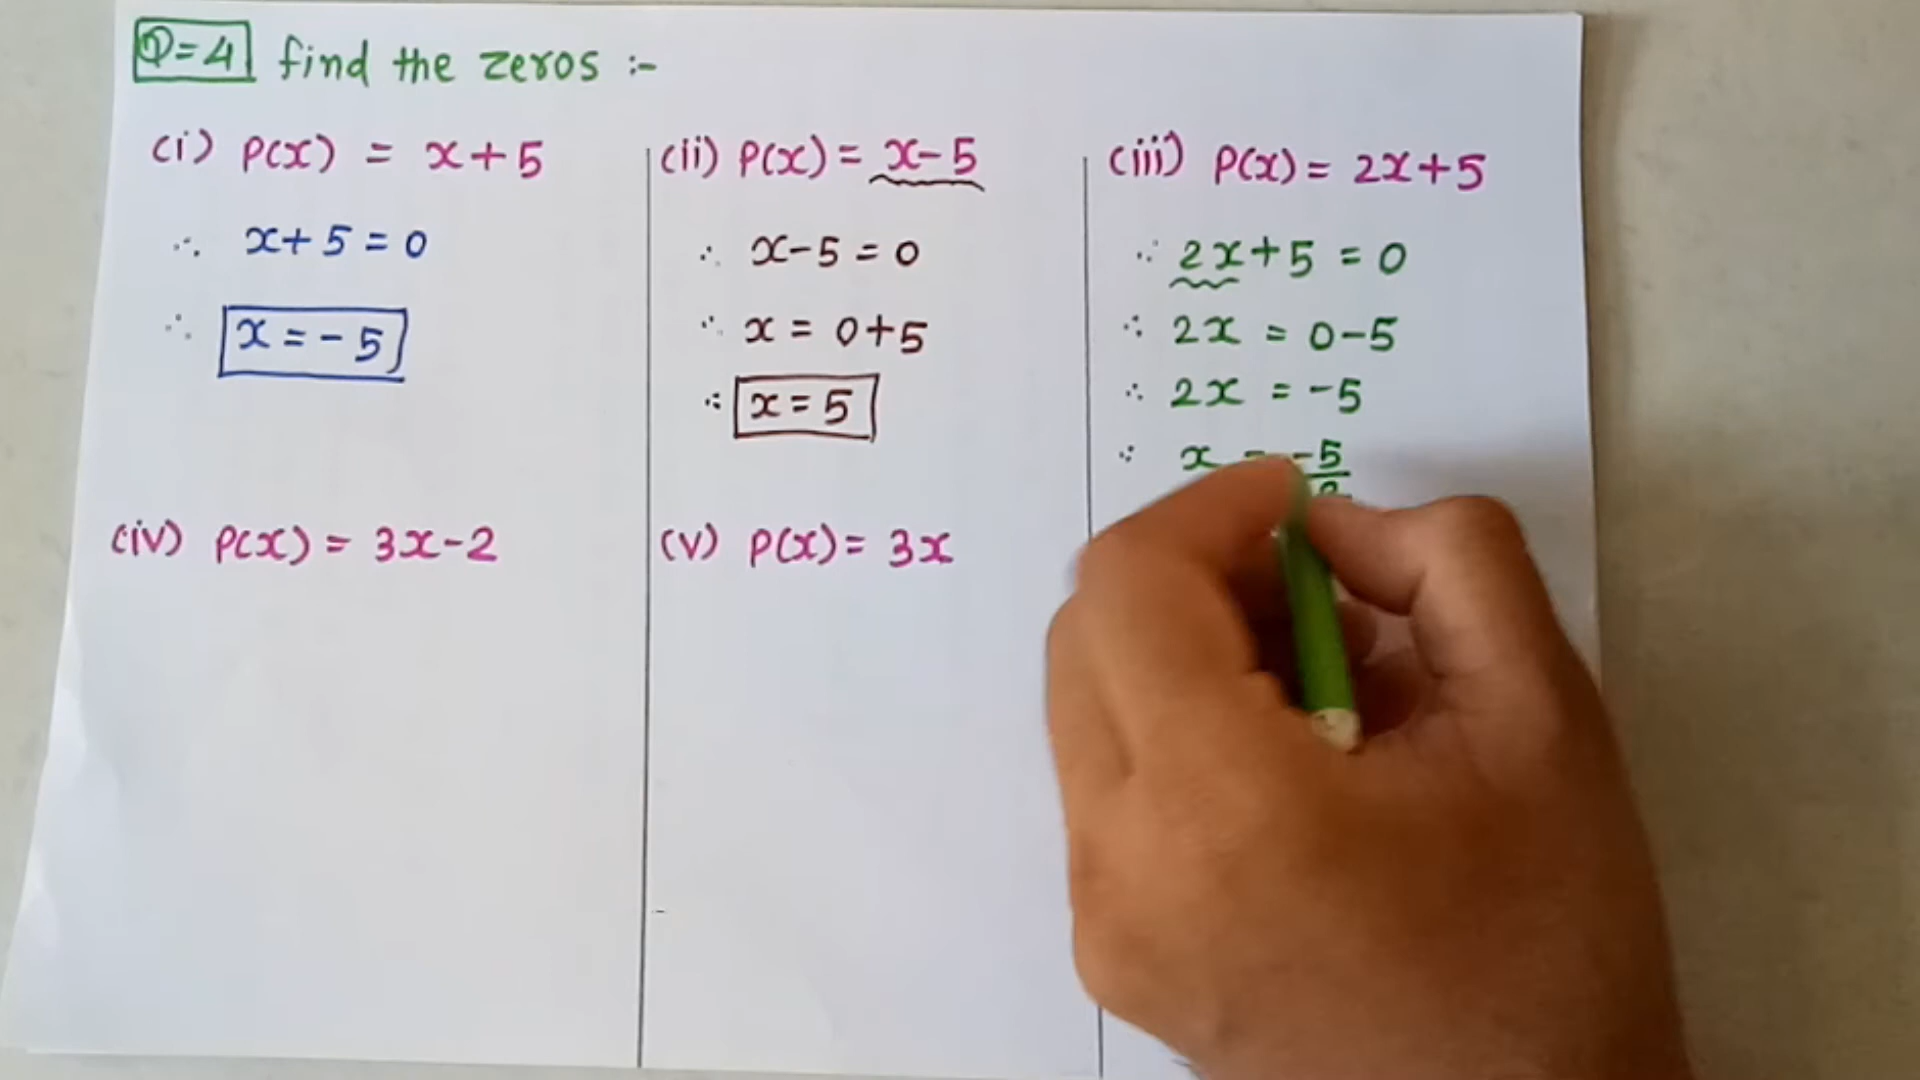 Q=4 find the zeros :-
(i) P(x) = x+5
∴ x+5=0
∴ x=-5
(ii) P(x) = x-5
∴ x-5=0
∴ x = 0+5
∴ x=5
(iii) P(x) = 2x+5
∵ 2x+5 = 0
∴ 2x = 0-5
∴ 2x = -5
∵ x = -5
(iv) P(x) = 3x-2
(v) P(x) = 3x